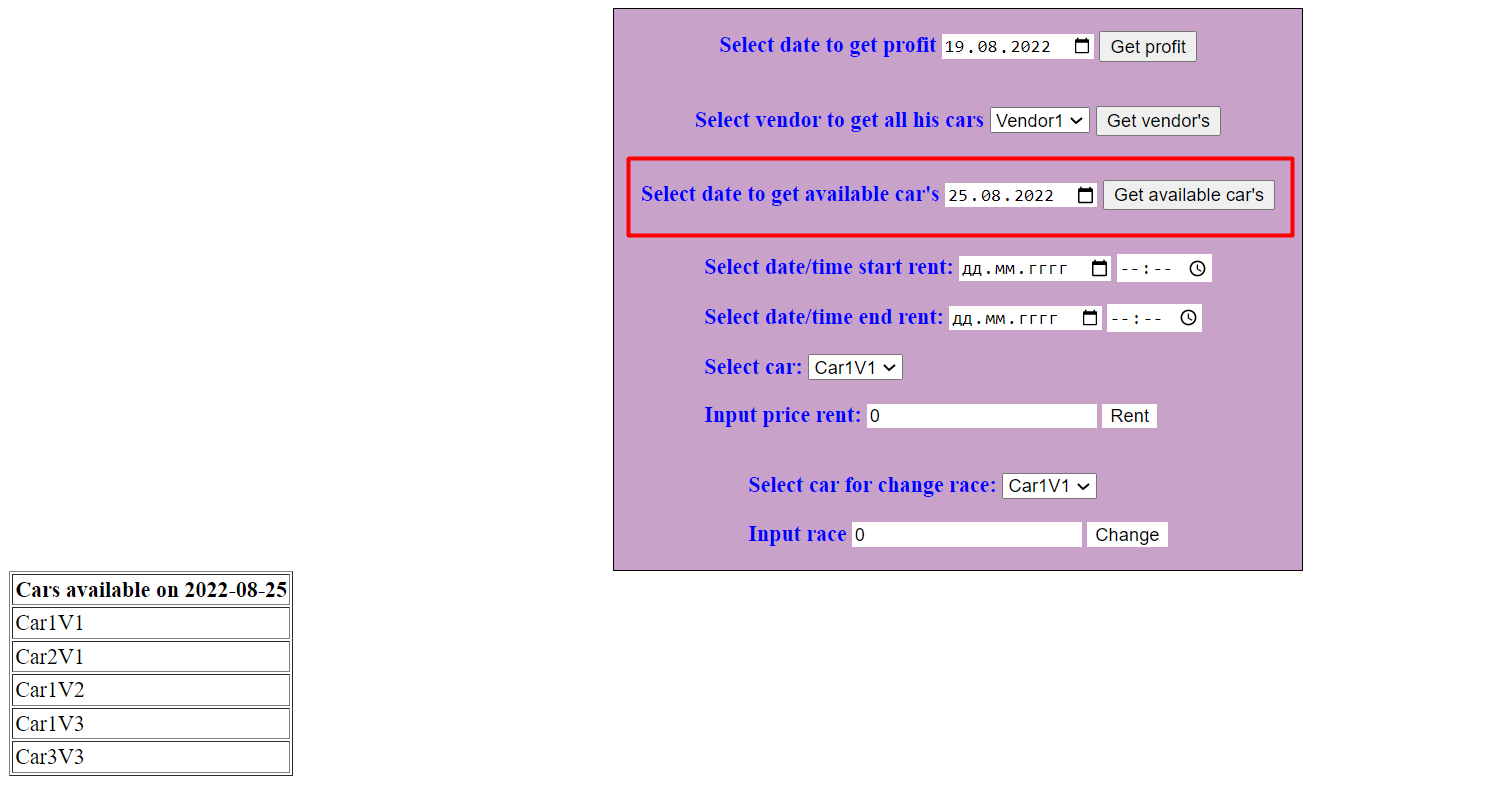 Select date to get profit 19.08.2022 Get profit
Select vendor to get all his cars Vendor1 Get vendor's
Select date to get available car's 25.08.2022 Get available car's
Select date/time start rent: дд.мм.гггг --:--
Select date/time end rent: дд.мм.гггг --:--
Select car: Car1V1
Input price rent: 0 Rent
Select car for change race: Car1V1
Input race 0 Change
Cars available on 2022-08-25
Car1V1
Car2V1
Car1V2
Car1V3
Car3V3